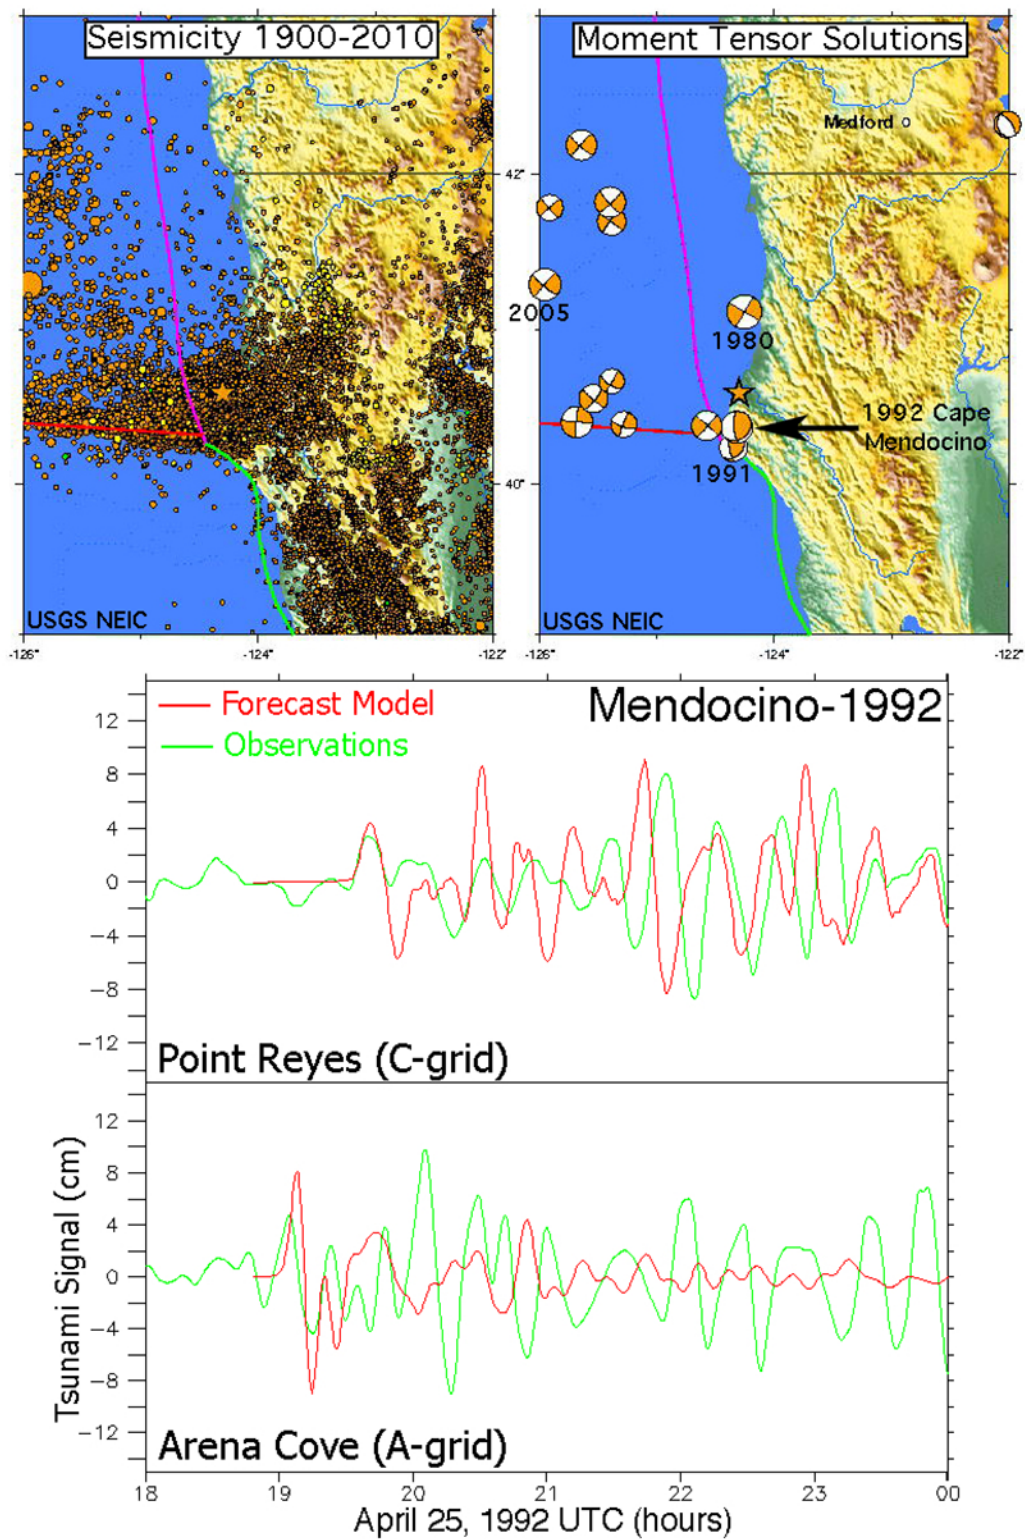 Seismicity 1900-2010
Moment Tensor Solutions
Medford
42°
2005
1980
1992 Cape
Mendocino
1991
40°
USGS NEIC
USGS NEIC
-126° -124° -122°
-126° -124° -122°
Forecast Model
Observations
Mendocino-1992
12
8
4
0
-4
-8
-12
Point Reyes (C-grid)
12
8
4
0
-4
-8
-12
Tsunami Signal (cm)
Arena Cove (A-grid)
18 19 20 21 22 23 00
April 25, 1992 UTC (hours)